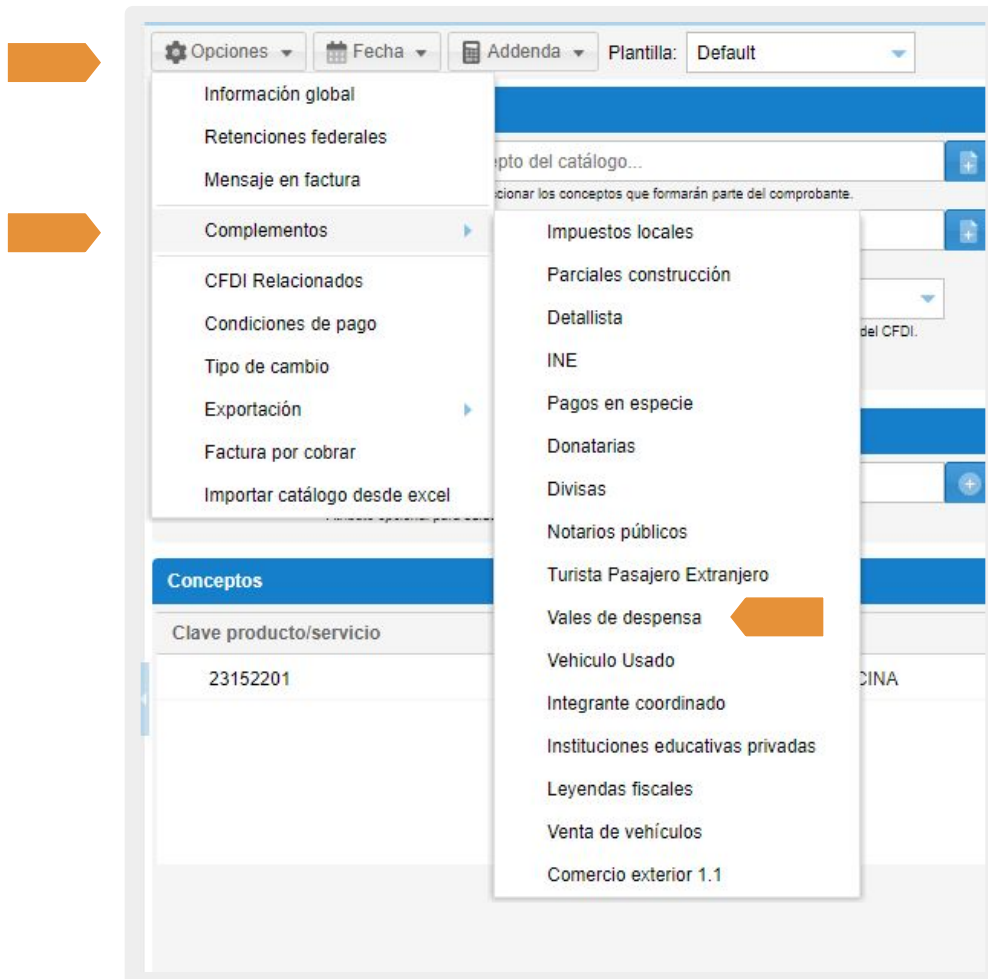 Opciones Fecha Addenda Plantilla: Default
Información global
Retenciones federales
Mensaje en factura
Complementos
CFDI Relacionados
Condiciones de pago
Tipo de cambio
Exportación
Factura por cobrar
Importar catálogo desde excel
pto del catálogo...
cionar los conceptos que formarán parte del comprobante.
del CFDI.
Impuestos locales
Parciales construcción
Detallista
INE
Pagos en especie
Donatarias
Divisas
Notarios públicos
Turista Pasajero Extranjero
Vales de despensa
Vehiculo Usado
Integrante coordinado
Instituciones educativas privadas
Leyendas fiscales
Venta de vehículos
Comercio exterior 1.1
Conceptos
Clave producto/servicio
23152201
CINA